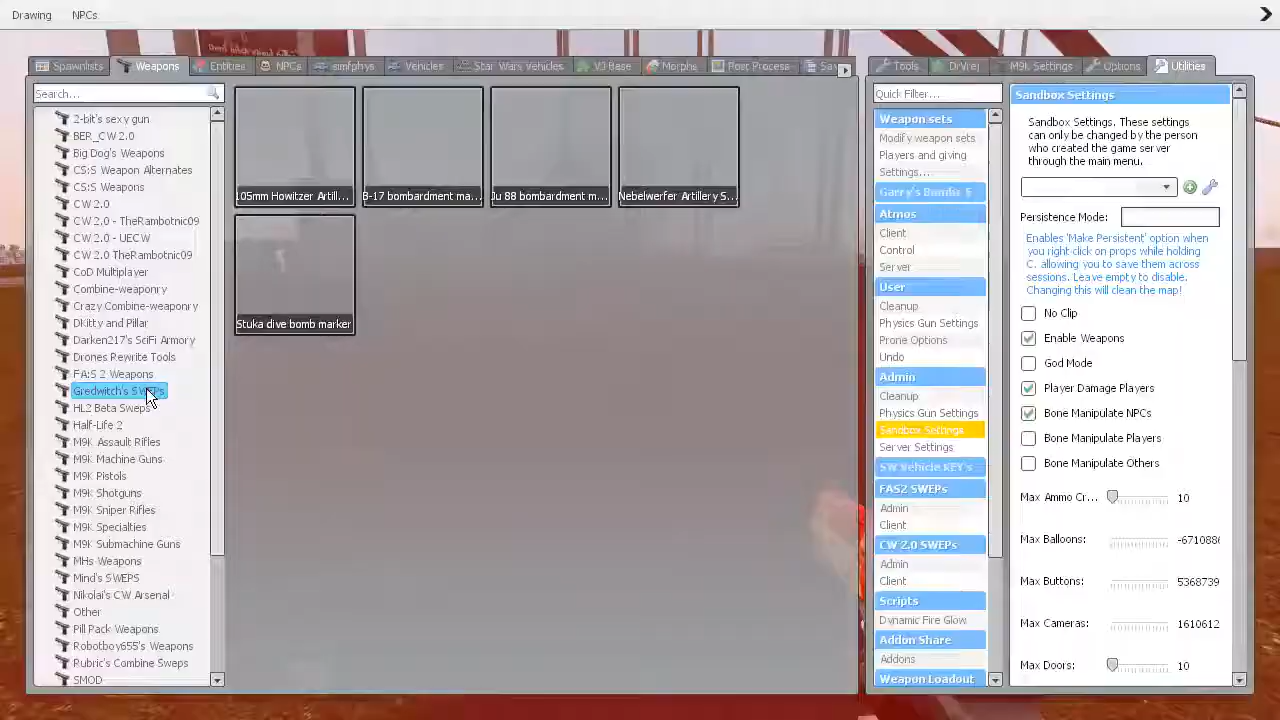 Drawing NPCs
Spawnlists Weapons Entities NPCs simfphys Vehicles Star Wars Vehicles VJ Base Morphs Post Process
Tools DrVrej M9K Settings Options Utilities
Search...
2-bit's sexy gun
BER_CW 2.0
Big Dog's Weapons
CS:S Weapon Alternates
CS:S Weapons
CW 2.0
CW 2.0 - TheRambotnic09
CW 2.0 - UECW
CW 2.0 TheRambotnic09
CoD Multiplayer
Combine-weaponry
Crazy Combine-weaponry
DKitty and Pillar
Darken217's SciFi Armory
Drones Rewrite Tools
FA:S 2 Weapons
Gredwitch's SWEPs
HL2 Beta Sweps
Half-Life 2
M9K Assault Rifles
M9K Machine Guns
M9K Pistols
M9K Shotguns
M9K Sniper Rifles
M9K Specialties
M9K Submachine Guns
MHs Weapons
Mind's SWEPS
Nikolai's CW Arsenal
Other
Pill Pack Weapons
Robotboy655's Weapons
Rubric's Combine Sweps
SMOD
105mm Howitzer Artill...
B-17 bombardment ma...
Ju 88 bombardment m...
Nebelwerfer Artillery S...
Stuka dive bomb marker
Quick Filter...
Weapon sets
Modify weapon sets
Players and giving
Settings...
Garry's Bombs 5
Atmos
Client
Control
Server
User
Cleanup
Physics Gun Settings
Prone Options
Undo
Admin
Cleanup
Physics Gun Settings
Sandbox Settings
Server Settings
SW Vehicle KEY's
FAS2 SWEPs
Admin
Client
CW 2.0 SWEPs
Admin
Client
Scripts
Dynamic Fire Glow
Addon Share
Addons
Weapon Loadout
Sandbox Settings
Sandbox Settings. These settings
can only be changed by the person
who created the game server
through the main menu.
Persistence Mode:
Enables 'Make Persistent' option when
you right-click on props while holding
C, allowing you to save them across
sessions. Leave empty to disable.
Changing this will clean the map!
No Clip
Enable Weapons
God Mode
Player Damage Players
Bone Manipulate NPCs
Bone Manipulate Players
Bone Manipulate Others
Max Ammo Cr... 10
Max Balloons: -671088
Max Buttons: 5368739
Max Cameras: 1610612
Max Doors: 10